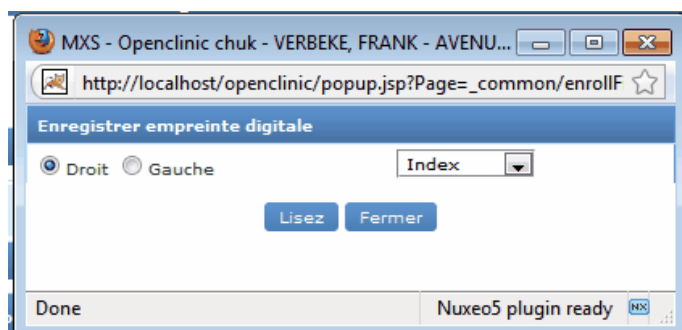 MXS - Openclinic chuk - VERBEKE, FRANK - AVENU...
http://localhost/openclinic/popup.jsp?Page=_common/enrollF
Enregistrer empreinte digitale
Droit Gauche Index
Lisez Fermer
Done Nuxeo5 plugin ready NX